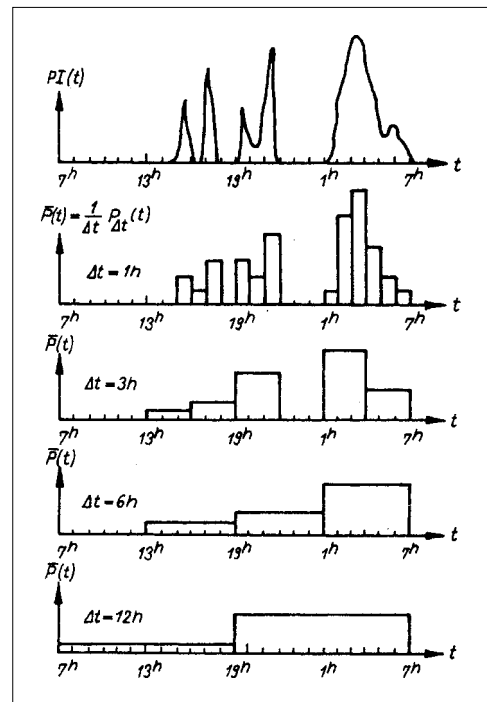 PI(t)
t
7h 13h 19h 1h 7h
P̄(t) = 1/Δt P_Δt(t)
Δt = 1h
t
7h 13h 19h 1h 7h
P̄(t)
Δt = 3h
t
7h 13h 19h 1h 7h
P̄(t)
Δt = 6h
t
7h 13h 19h 1h 7h
P̄(t)
Δt = 12h
t
7h 13h 19h 1h 7h